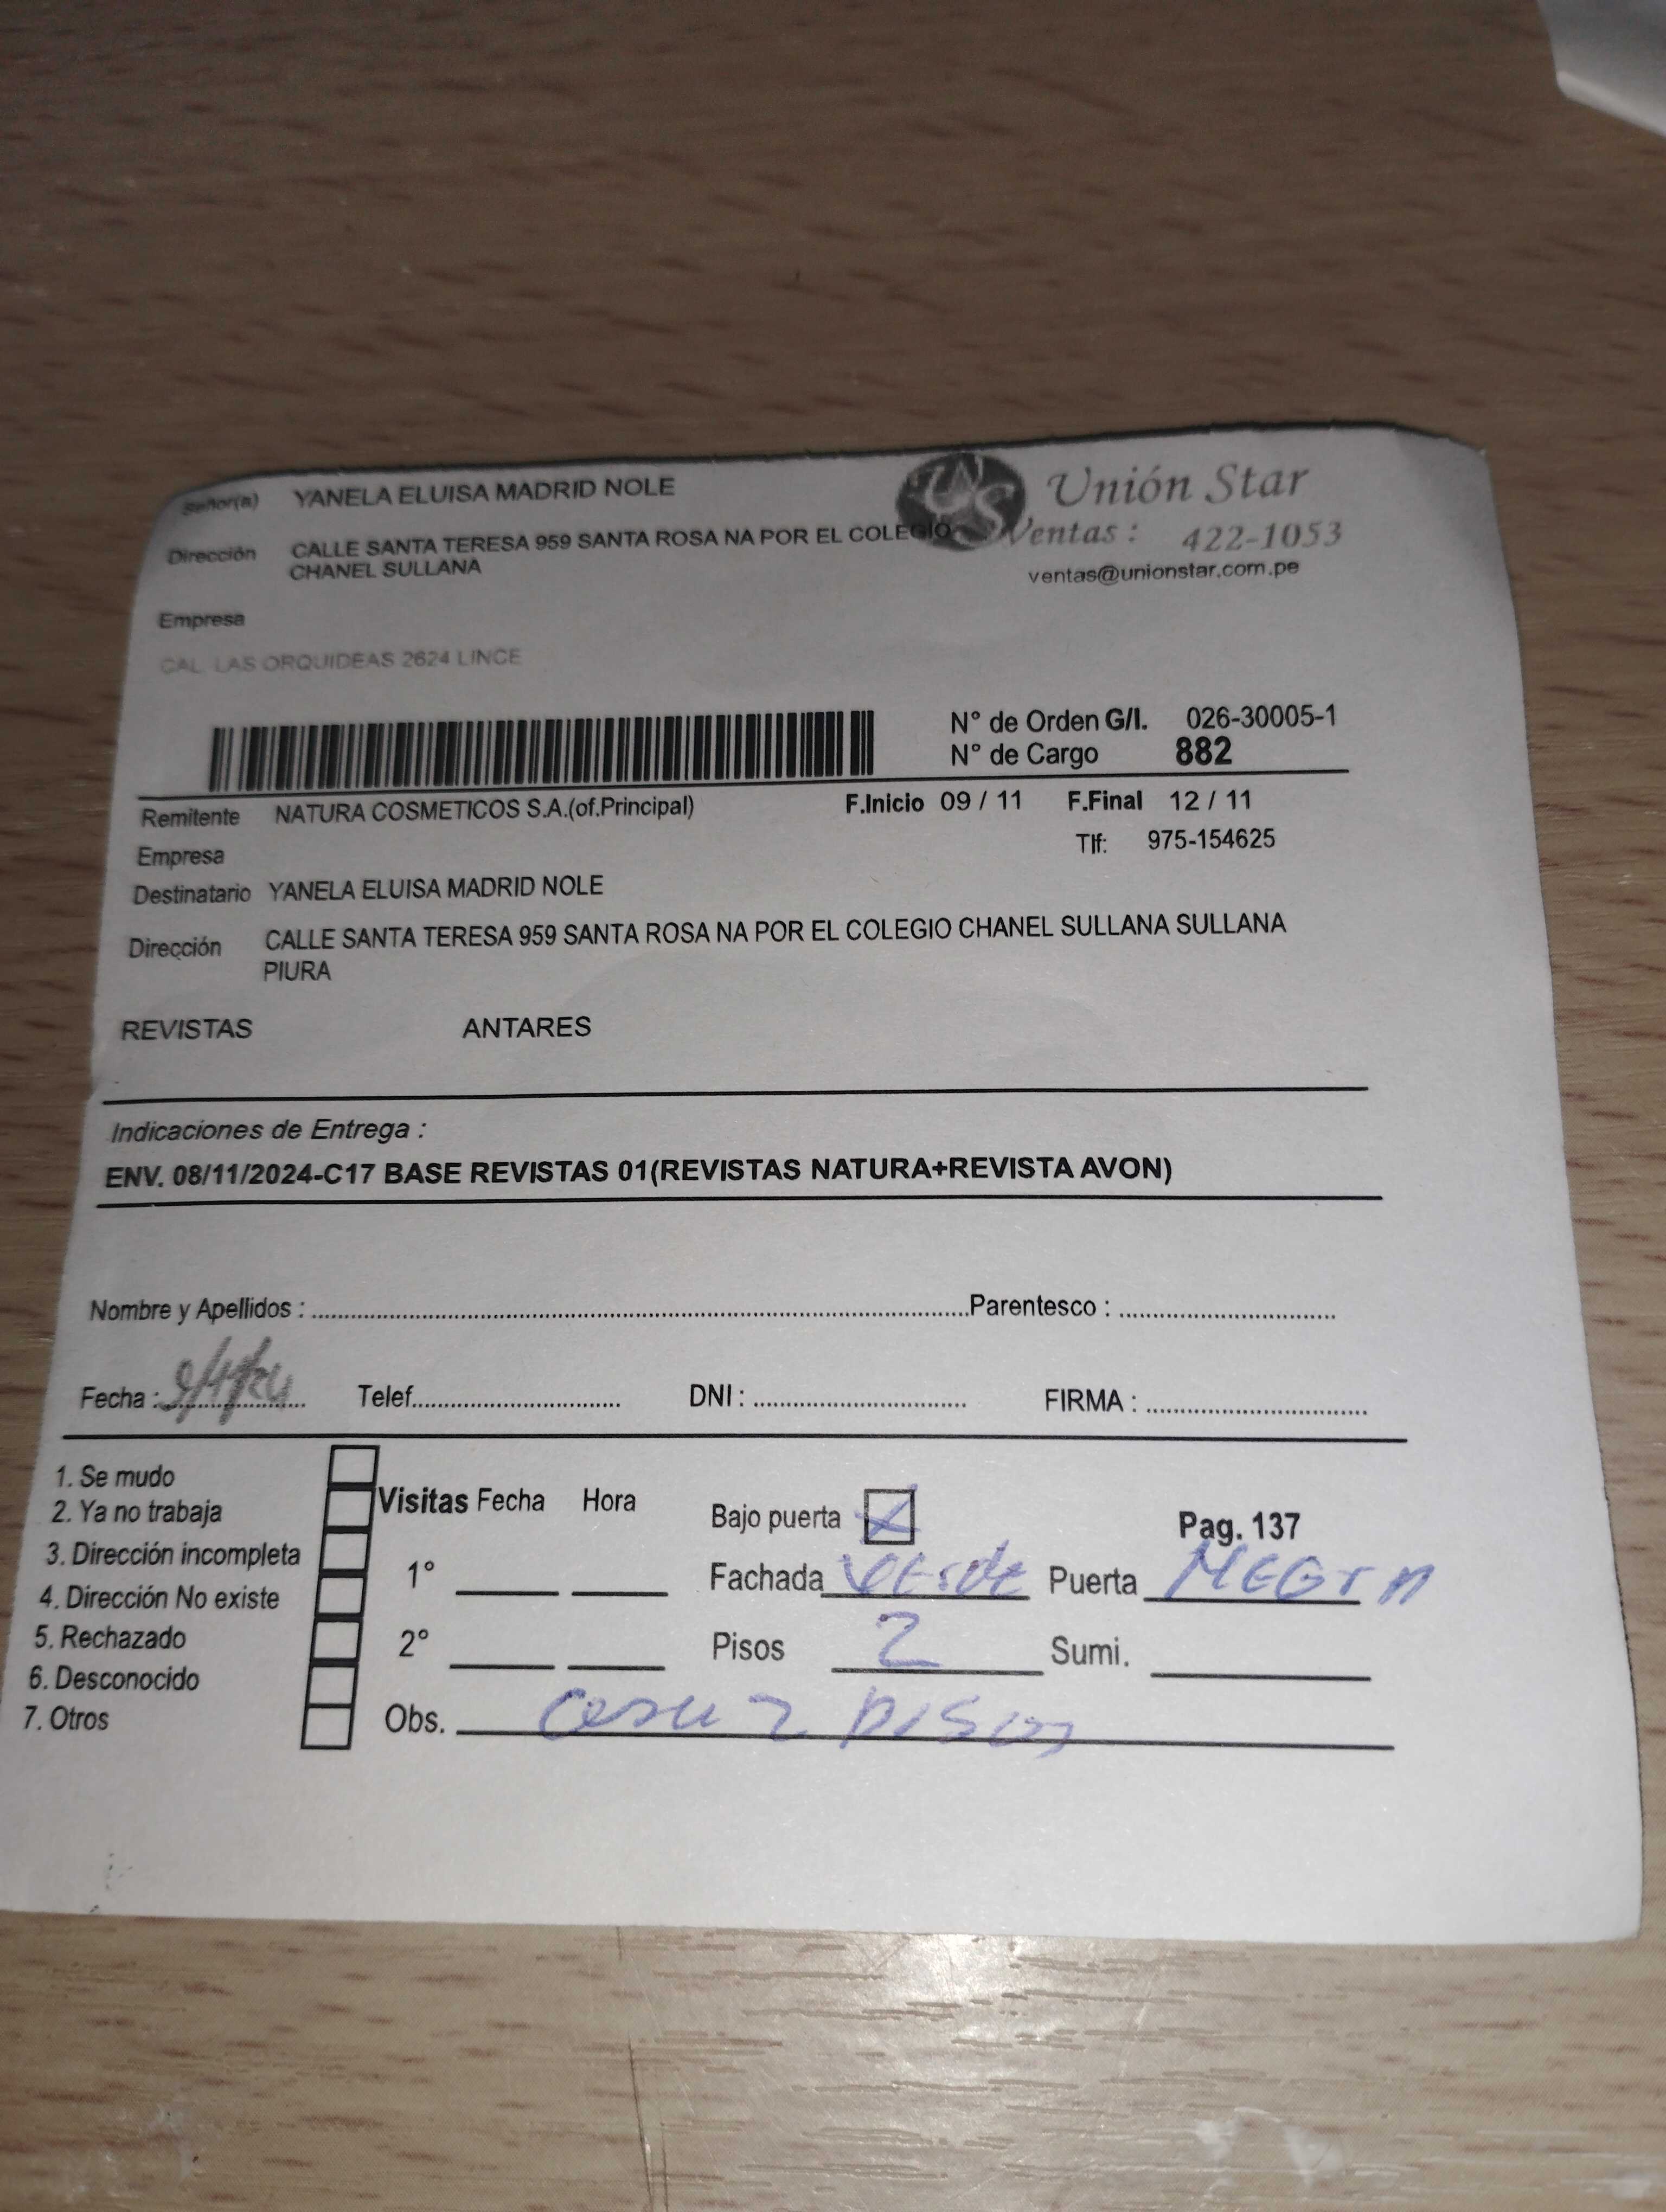 Señor(a) YANELA ELUISA MADRID NOLE
Unión Star
Dirección CALLE SANTA TERESA 959 SANTA ROSA NA POR EL COLEGIO
CHANEL SULLANA
Ventas : 422-1053
ventas@unionstar.com.pe
Empresa
CAL. LAS ORQUIDEAS 2624 LINCE
N° de Orden G/I. 026-30005-1
N° de Cargo 882
Remitente NATURA COSMETICOS S.A.(of.Principal) F.Inicio 09 / 11 F.Final 12 / 11
Empresa Tlf: 975-154625
Destinatario YANELA ELUISA MADRID NOLE
Dirección CALLE SANTA TERESA 959 SANTA ROSA NA POR EL COLEGIO CHANEL SULLANA SULLANA
PIURA
REVISTAS ANTARES
Indicaciones de Entrega :
ENV. 08/11/2024-C17 BASE REVISTAS 01(REVISTAS NATURA+REVISTA AVON)
Nombre y Apellidos : Parentesco :
Fecha : 9/11/24 Telef. DNI : FIRMA :
1. Se mudo
2. Ya no trabaja
3. Dirección incompleta
4. Dirección No existe
5. Rechazado
6. Desconocido
7. Otros
Visitas Fecha Hora
1°
2°
Bajo puerta X Pag. 137
Fachada Verde Puerta NEGrA
Pisos 2 Sumi.
Obs. casa 2 pisos